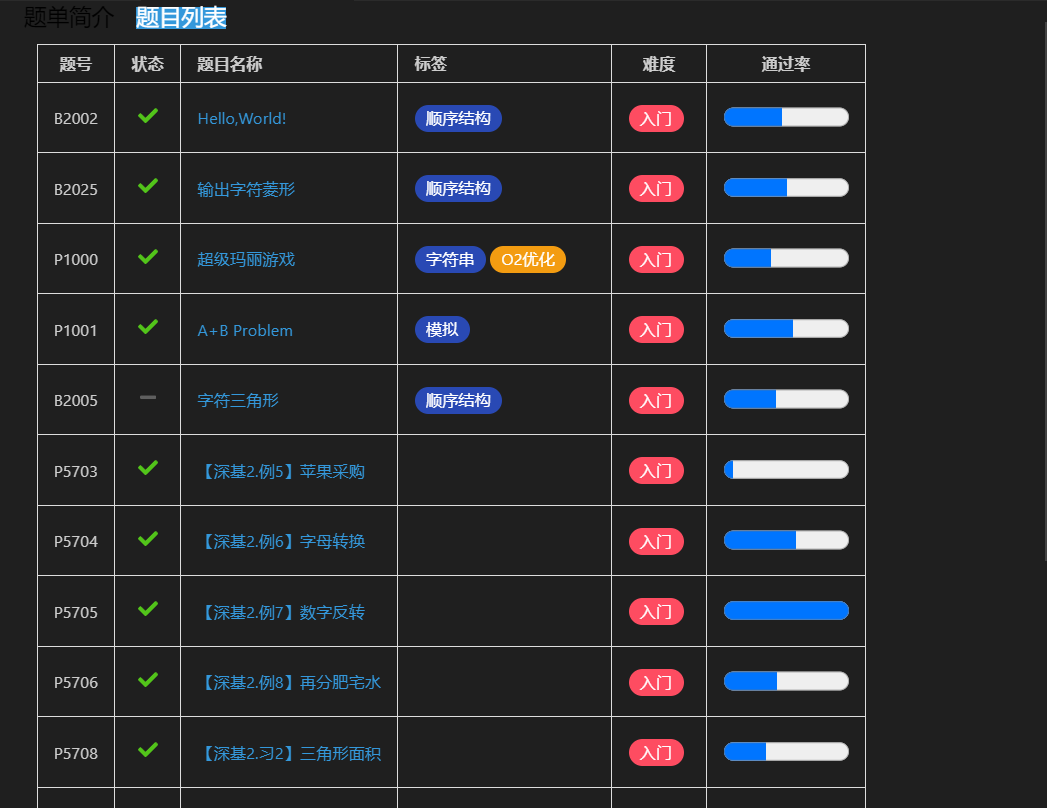 题单简介 题目列表
题号 状态 题目名称 标签 难度 通过率
B2002 Hello,World! 顺序结构 入门
B2025 输出字符菱形 顺序结构 入门
P1000 超级玛丽游戏 字符串 O2优化 入门
P1001 A+B Problem 模拟 入门
B2005 字符三角形 顺序结构 入门
P5703 【深基2.例5】苹果采购 入门
P5704 【深基2.例6】字母转换 入门
P5705 【深基2.例7】数字反转 入门
P5706 【深基2.例8】再分肥宅水 入门
P5708 【深基2.习2】三角形面积 入门